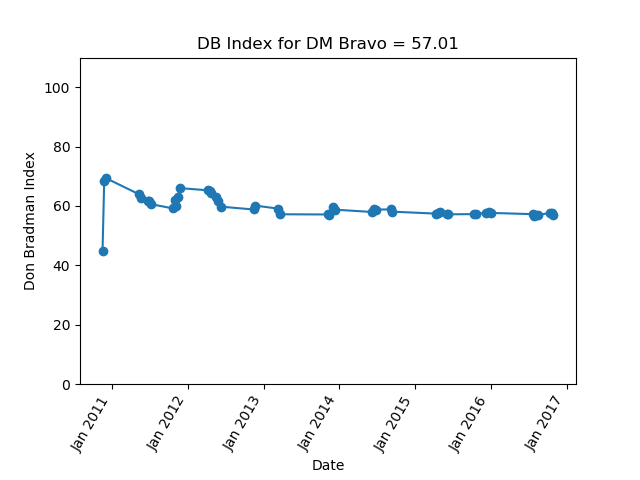 DB Index for DM Bravo = 57.01
100
80
60
40
20
0
Don Bradman Index
Jan 2011
Jan 2012
Jan 2013
Jan 2014
Jan 2015
Jan 2016
Jan 2017
Date